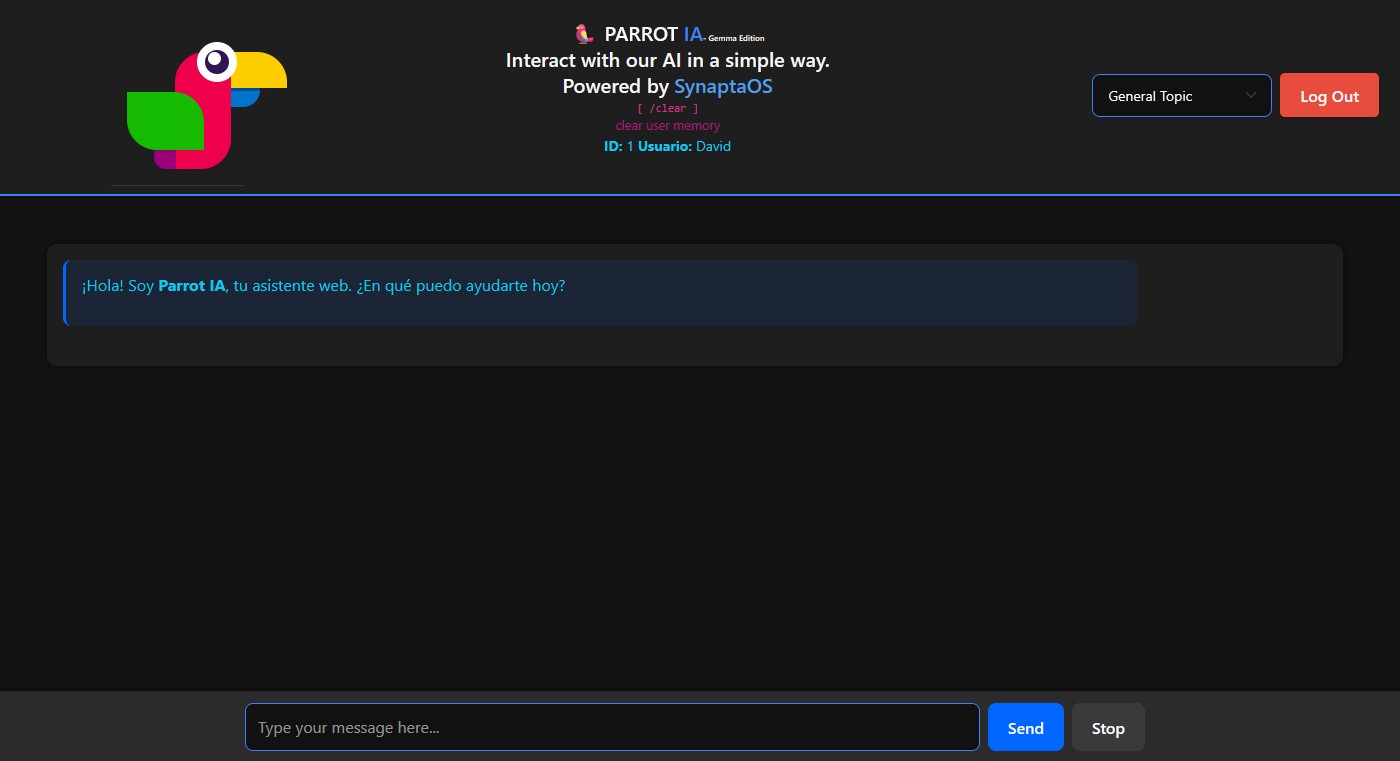 PARROT IA- Gemma Edition
Interact with our AI in a simple way.
Powered by SynaptaOS
[ /clear ]
clear user memory
ID: 1 Usuario: David
General Topic
Log Out
¡Hola! Soy Parrot IA, tu asistente web. ¿En qué puedo ayudarte hoy?
Type your message here...
Send
Stop